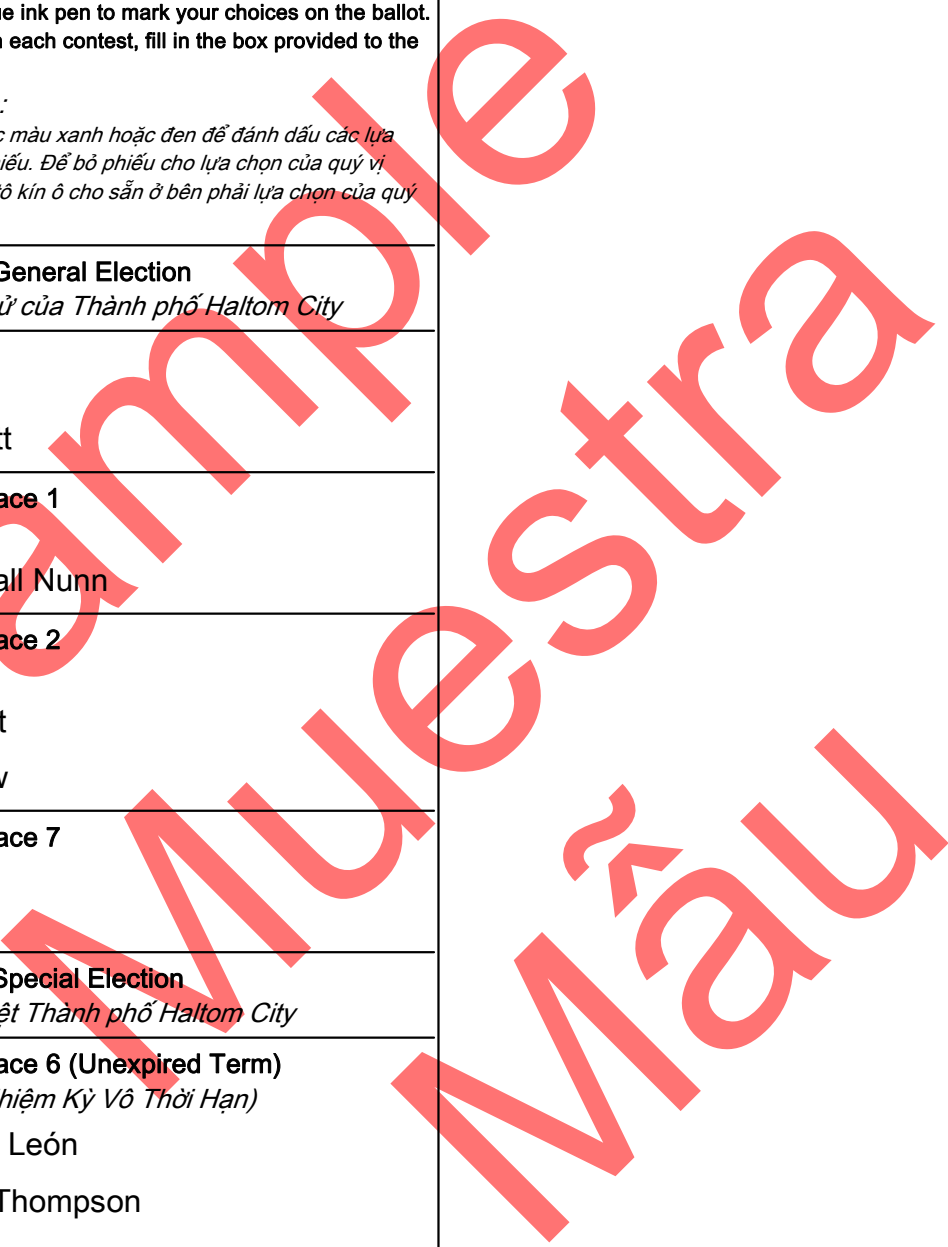 ue ink pen to mark your choices on the ballot.
n each contest, fill in the box provided to the
:
c màu xanh hoặc đen để đánh dấu các lựa
hiếu. Để bỏ phiếu cho lựa chọn của quý vị
tô kín ô cho sẵn ở bên phải lựa chọn của quý
General Election
ử của Thành phố Haltom City
tt
ace 1
all Nunn
ace 2
t
w
ace 7
Special Election
ệt Thành phố Haltom City
ace 6 (Unexpired Term)
hiệm Kỳ Vô Thời Hạn)
León
Thompson
ample
Muestra
Mẫu